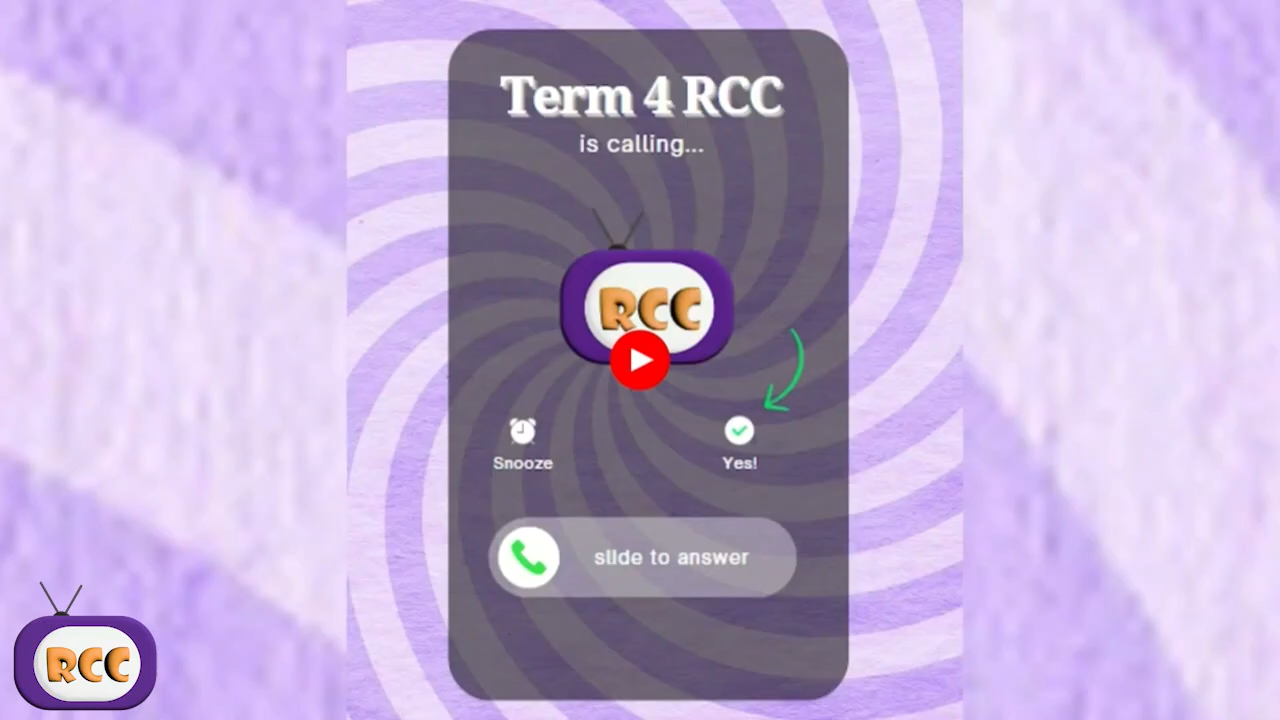 Term 4 RCC
is calling...
RCC
Snooze
Yes!
slide to answer
RCC